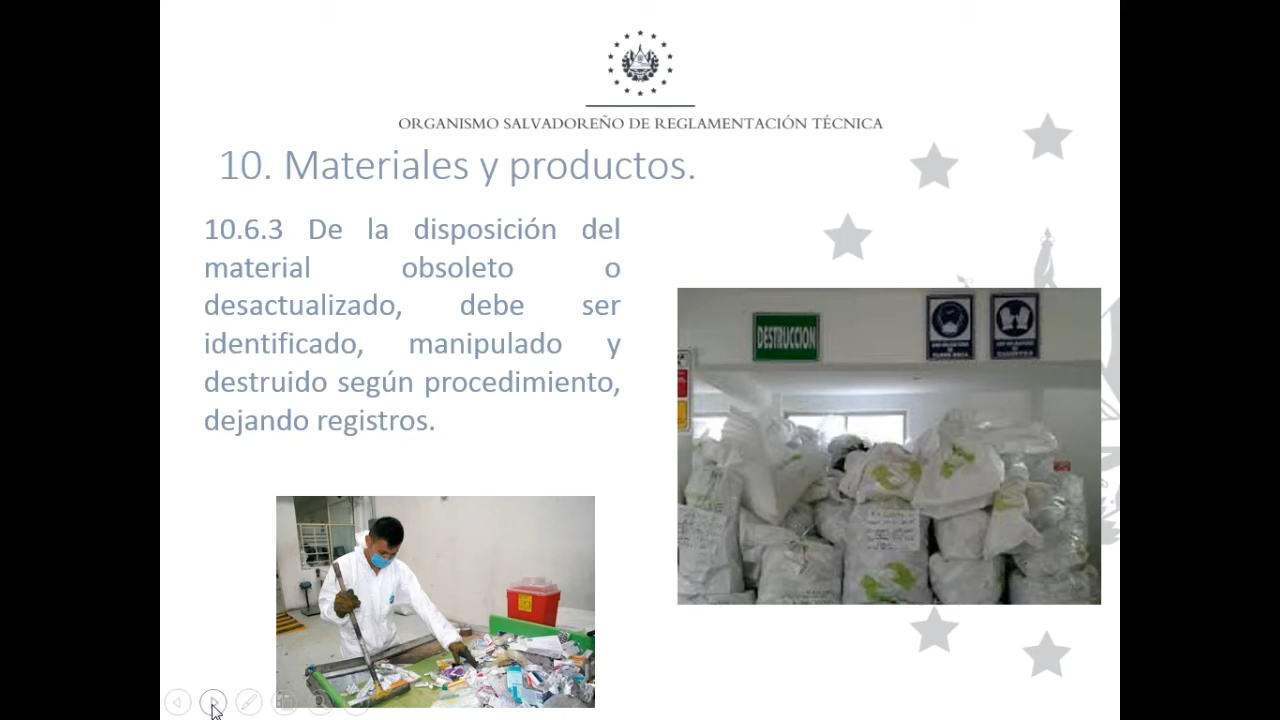 ORGANISMO SALVADOREÑO DE REGLAMENTACIÓN TÉCNICA
10. Materiales y productos.
10.6.3 De la disposición del
material obsoleto o
desactualizado, debe ser
identificado, manipulado y
destruido según procedimiento,
dejando registros.
DESTRUCCION